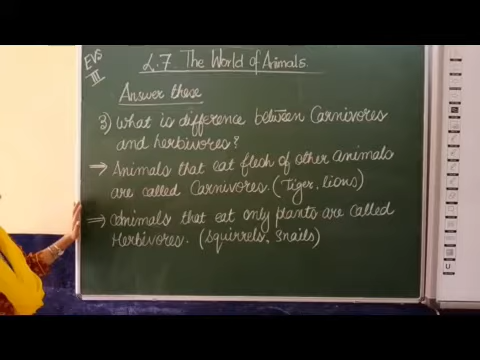 EVS
III
L.7 The World of Animals.
Answer these
3) What is difference between Carnivores
and herbivores?
⇒ Animals that eat flesh of other animals
are called Carnivores (Tiger, lions)
⇒ Animals that eat only plants are called
Herbivores. (Squirrels, Snails)
U